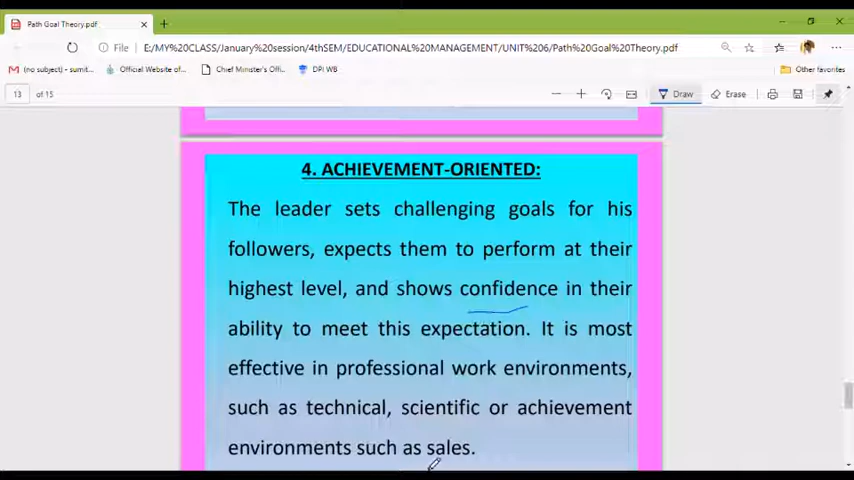 Path Goal Theory.pdf
File
E:/MY%20CLASS/January%20session/4thSEM/EDUCATIONAL%20MANAGEMENT/UNIT%206/Path%20Goal%20Theory.pdf
(no subject) - sumit...
Official Website of...
Chief Minster's Offi...
DPI WB
Other favorites
13 of 15
Draw
Erase
4. ACHIEVEMENT-ORIENTED:
The leader sets challenging goals for his
followers, expects them to perform at their
highest level, and shows confidence in their
ability to meet this expectation. It is most
effective in professional work environments,
such as technical, scientific or achievement
environments such as sales.